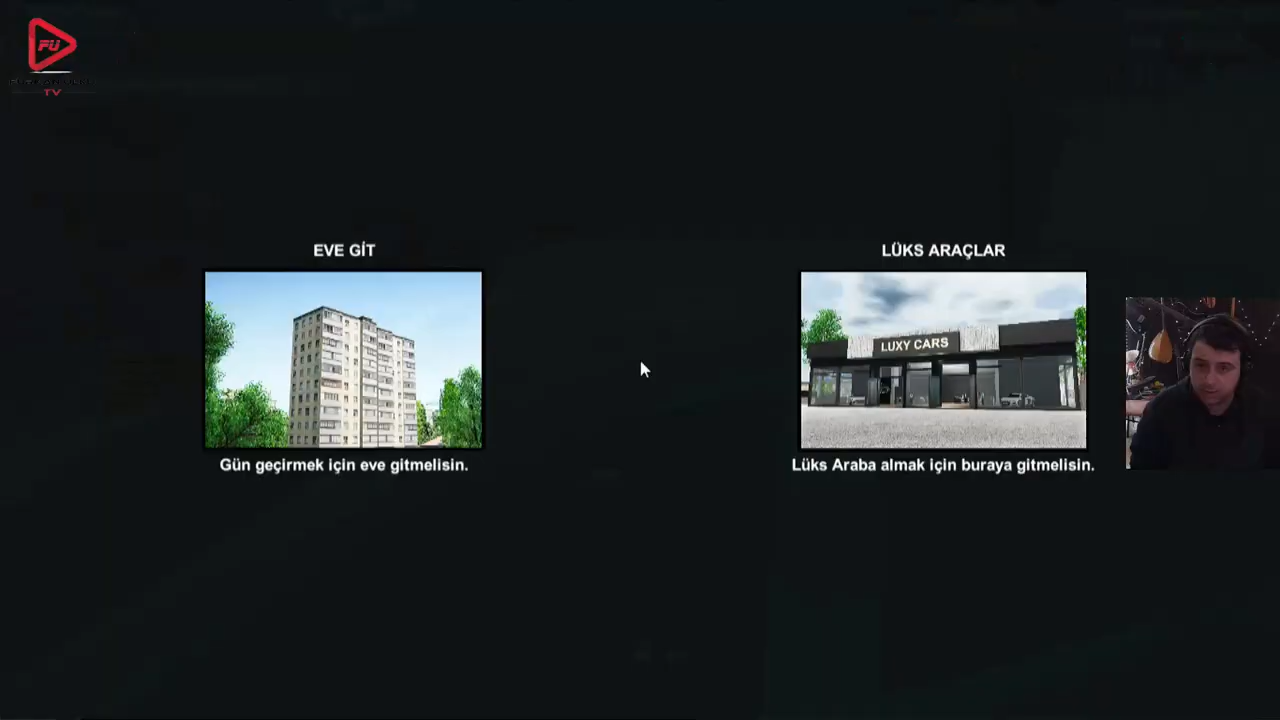 FU
TV
EVE GİT
LÜKS ARAÇLAR
LUXY CARS
Gün geçirmek için eve gitmelisin.
Lüks Araba almak için buraya gitmelisin.